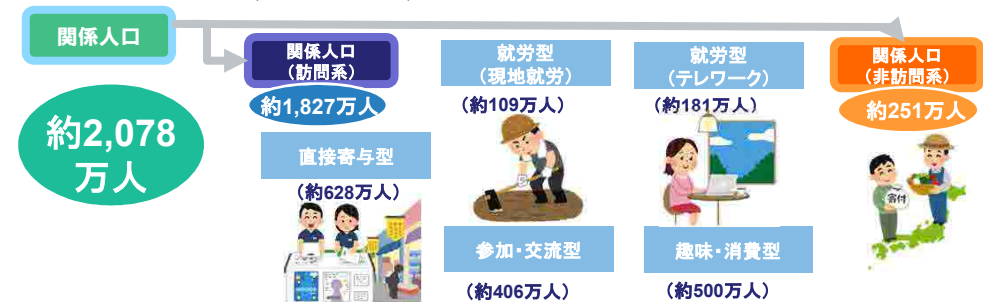 関係人口
約2,078
万人
関係人口
(訪問系)
約1,827万人
直接寄与型
(約628万人)
就労型
(現地就労)
(約109万人)
参加・交流型
(約406万人)
就労型
(テレワーク)
(約181万人)
趣味・消費型
(約500万人)
関係人口
(非訪問系)
約251万人
寄付